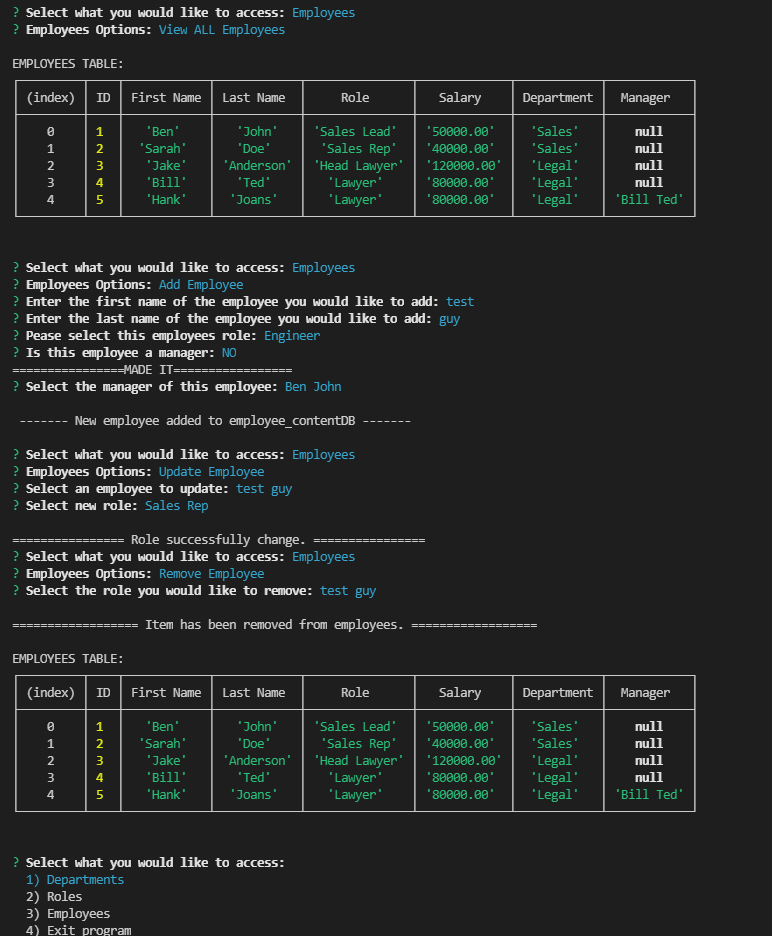 ? Select what you would like to access: Employees
? Employees Options: View ALL Employees
EMPLOYEES TABLE:
(index) ID First Name Last Name Role Salary Department Manager
0 1 'Ben' 'John' 'Sales Lead' '50000.00' 'Sales' null
1 2 'Sarah' 'Doe' 'Sales Rep' '40000.00' 'Sales' null
2 3 'Jake' 'Anderson' 'Head Lawyer' '120000.00' 'Legal' null
3 4 'Bill' 'Ted' 'Lawyer' '80000.00' 'Legal' null
4 5 'Hank' 'Joans' 'Lawyer' '80000.00' 'Legal' 'Bill Ted'
? Select what you would like to access: Employees
? Employees Options: Add Employee
? Enter the first name of the employee you would like to add: test
? Enter the last name of the employee you would like to add: guy
? Pease select this employees role: Engineer
? Is this employee a manager: NO
================MADE IT=================
? Select the manager of this employee: Ben John
------- New employee added to employee_contentDB -------
? Select what you would like to access: Employees
? Employees Options: Update Employee
? Select an employee to update: test guy
? Select new role: Sales Rep
================ Role successfully change. ================
? Select what you would like to access: Employees
? Employees Options: Remove Employee
? Select the role you would like to remove: test guy
================== Item has been removed from employees. ==================
EMPLOYEES TABLE:
(index) ID First Name Last Name Role Salary Department Manager
0 1 'Ben' 'John' 'Sales Lead' '50000.00' 'Sales' null
1 2 'Sarah' 'Doe' 'Sales Rep' '40000.00' 'Sales' null
2 3 'Jake' 'Anderson' 'Head Lawyer' '120000.00' 'Legal' null
3 4 'Bill' 'Ted' 'Lawyer' '80000.00' 'Legal' null
4 5 'Hank' 'Joans' 'Lawyer' '80000.00' 'Legal' 'Bill Ted'
? Select what you would like to access:
1) Departments
2) Roles
3) Employees
4) Exit program